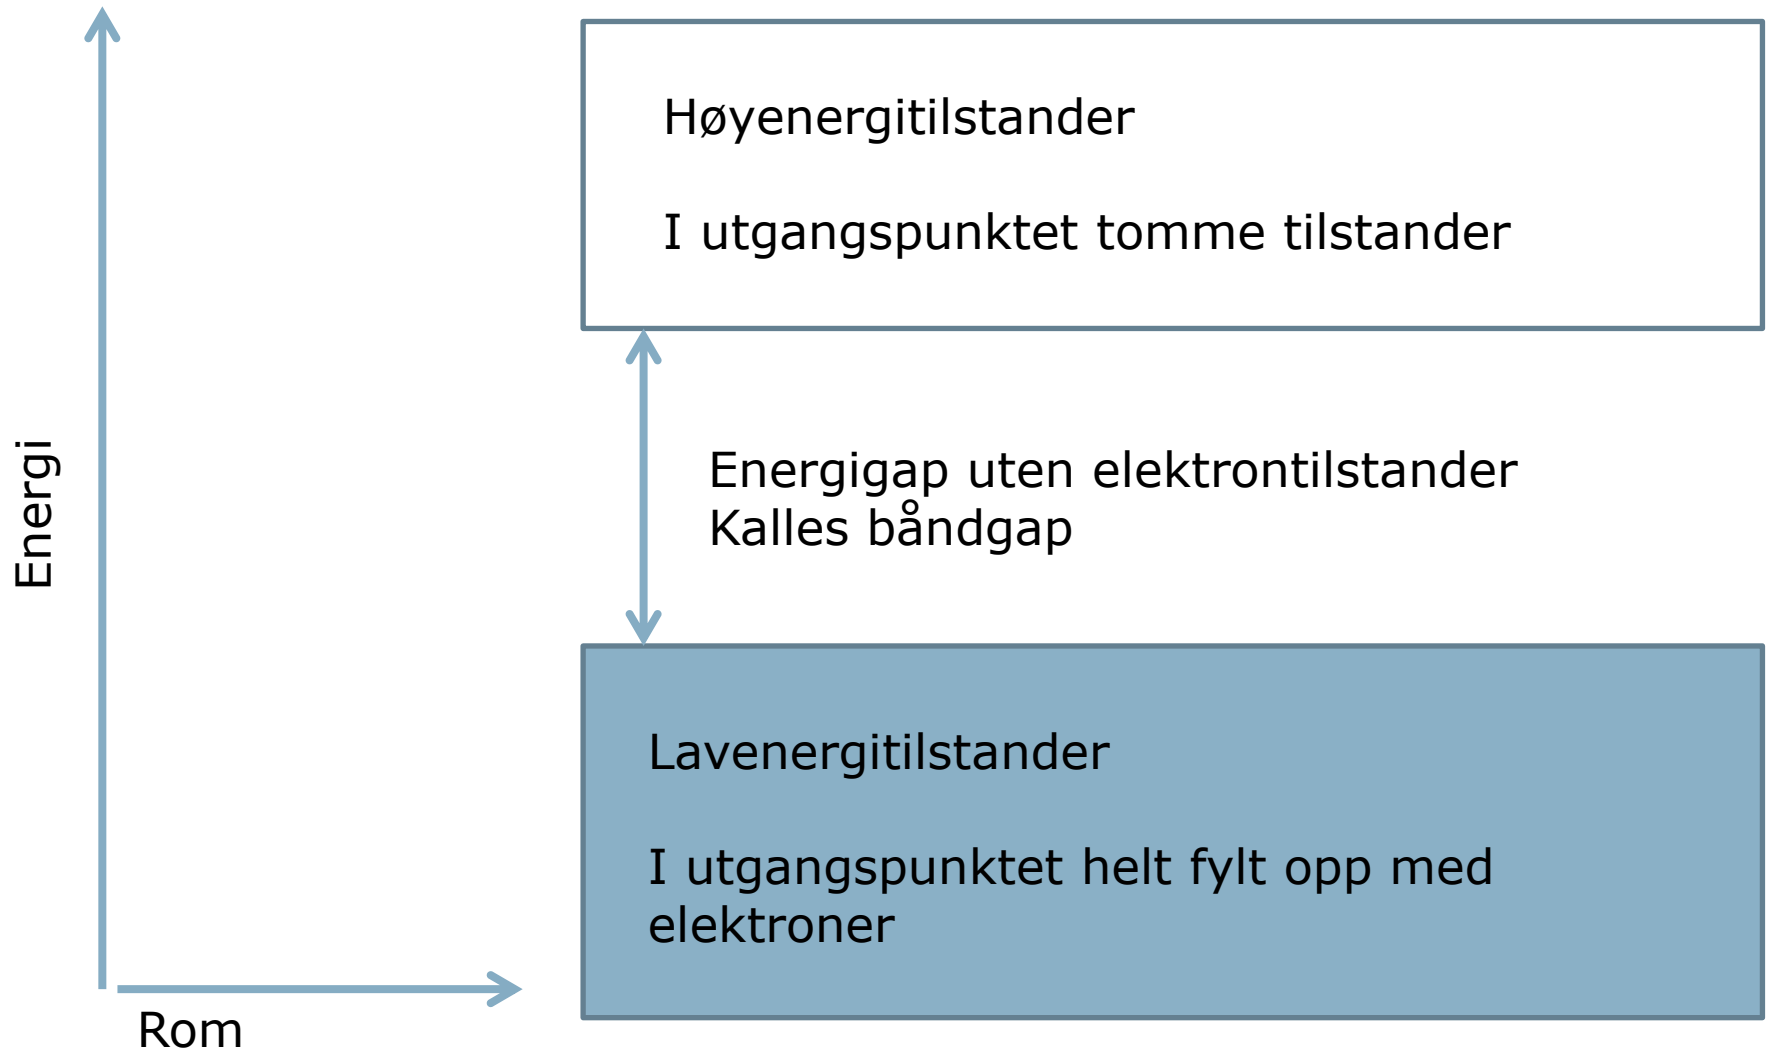 Høyenergitilstander
I utgangspunktet tomme tilstander
Energi
Energigap uten elektrontilstander
Kalles båndgap
Lavenergitilstander
I utgangspunktet helt fylt opp med
elektroner
Rom